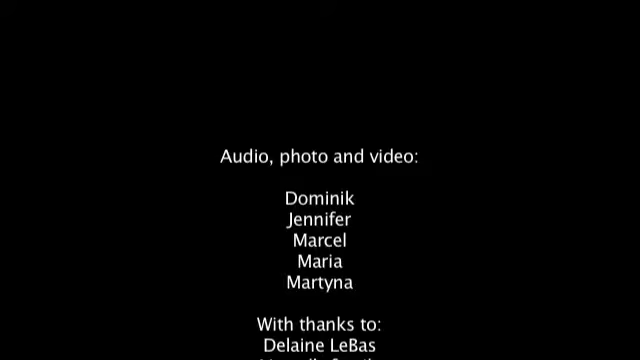 Audio, photo and video:
Dominik
Jennifer
Marcel
Maria
Martyna
With thanks to:
Delaine LeBas